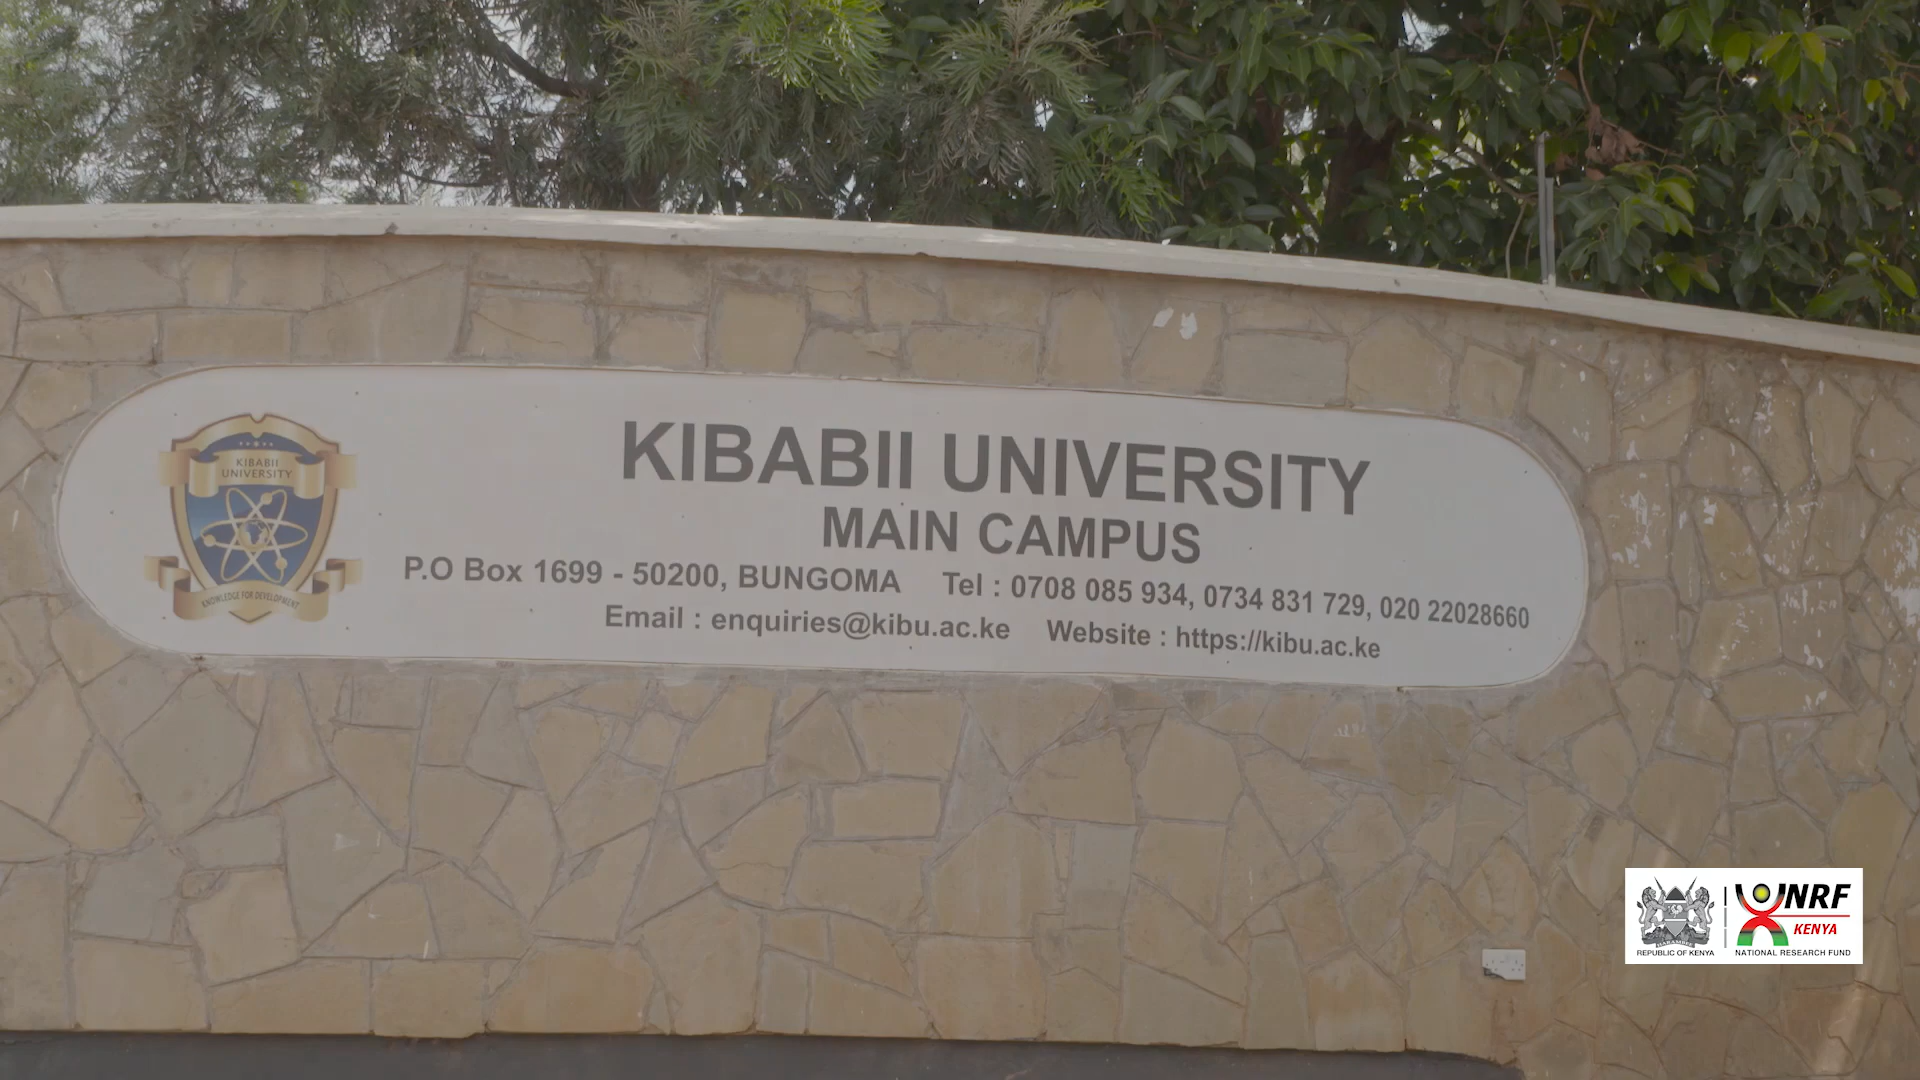 KIBABII
UNIVERSITY
KNOWLEDGE FOR DEVELOPMENT
KIBABII UNIVERSITY
MAIN CAMPUS
P.O Box 1699 - 50200, BUNGOMA Tel : 0708 085 934, 0734 831 729, 020 22028660
Email : enquiries@kibu.ac.ke Website : https://kibu.ac.ke
HARAMBEE
REPUBLIC OF KENYA
NRF
KENYA
NATIONAL RESEARCH FUND